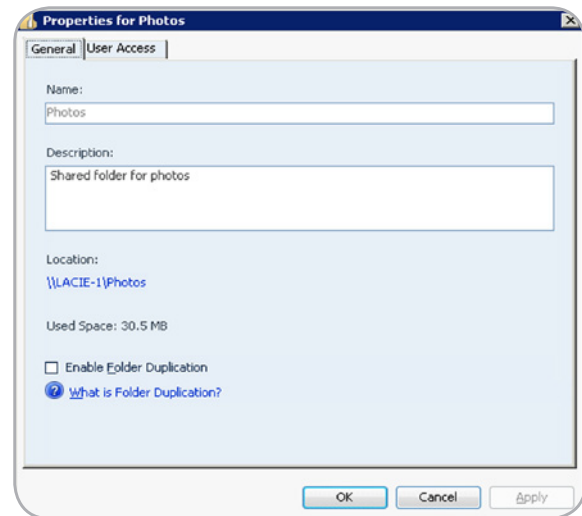 Properties for Photos
General User Access
Name:
Photos
Description:
Shared folder for photos
Location:
\\LACIE-1\Photos
Used Space: 30.5 MB
Enable Folder Duplication
What is Folder Duplication?
OK Cancel Apply